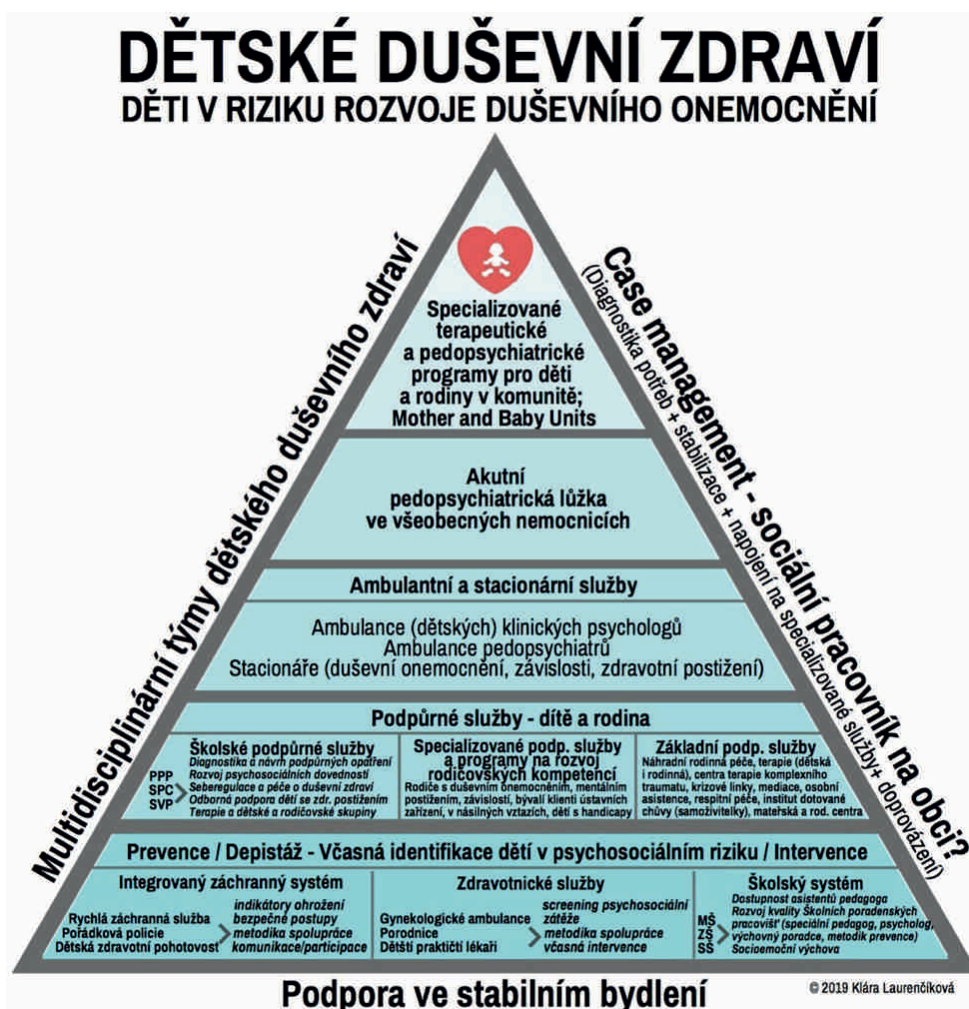 DĚTSKÉ DUŠEVNÍ ZDRAVÍ
DĚTI V RIZIKU ROZVOJE DUŠEVNÍHO ONEMOCNĚNÍ
Multidisciplinární týmy dětského duševního zdraví
Case management - sociální pracovník na obci?
(Diagnostika potřeb + stabilizace + napojení na specializované služby+ doprovázení)
Specializované
terapeutické
a pedopsychiatrické
programy pro děti
a rodiny v komunitě;
Mother and Baby Units
Akutní
pedopsychiatrická lůžka
ve všeobecných nemocnicích
Ambulantní a stacionární služby
Ambulance (dětských) klinických psychologů
Ambulance pedopsychiatrů
Stacionáře (duševní onemocnění, závislosti, zdravotní postižení)
Podpůrné služby - dítě a rodina
Školské podpůrné služby
PPP
SPC
SVP
Diagnostika a návrh podpůrných opatření
Rozvoj psychosociálních dovedností
Seberegulace a péče o duševní zdraví
Odborná podpora dětí se zdr. postižením
Terapie a dětské a rodičovské skupiny
Specializované podp. služby
a programy na rozvoj
rodičovských kompetencí
Rodiče s duševním onemocněním, mentálním
postižením, závislostí, bývalí klienti ústavních
zařízení, v násilných vztazích, dětí s handicapy
Základní podp. služby
Náhradní rodinná péče, terapie (dětská
i rodinná), centra terapie komplexního
traumatu, krizové linky, mediace, osobní
asistence, respitní péče, institut dotované
chůvy (samoživitelky), mateřská a rod. centra
Prevence / Depistáž - Včasná identifikace dětí v psychosociálním riziku / Intervence
Integrovaný záchranný systém
Rychlá záchranná služba
Pořádková policie
Dětská zdravotní pohotovost
indikátory ohrožení
bezpečné postupy
metodika spolupráce
komunikace/participace
Zdravotnické služby
Gynekologické ambulance
Porodnice
Dětští praktičtí lékaři
screening psychosociální
zátěže
metodika spolupráce
včasná intervence
Školský systém
MŠ
ZŠ
SŠ
Dostupnost asistentů pedagoga
Rozvoj kvality Školních poradenských
pracovišť (speciální pedagog, psycholog,
výchovný poradce, metodik prevence)
Socioemoční výchova
Podpora ve stabilním bydlení
© 2019 Klára Laurenčíková